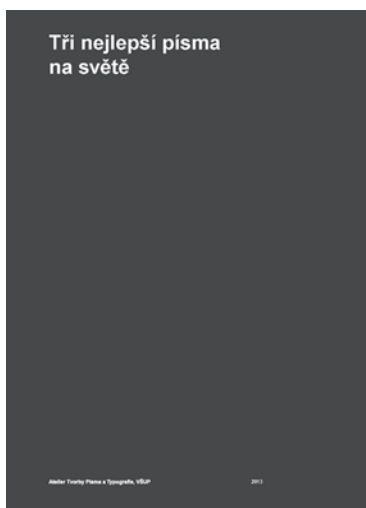 Tři nejlepší písma
na světě
Atelier Tvorby Písma a Typografie, VŠUP 2013